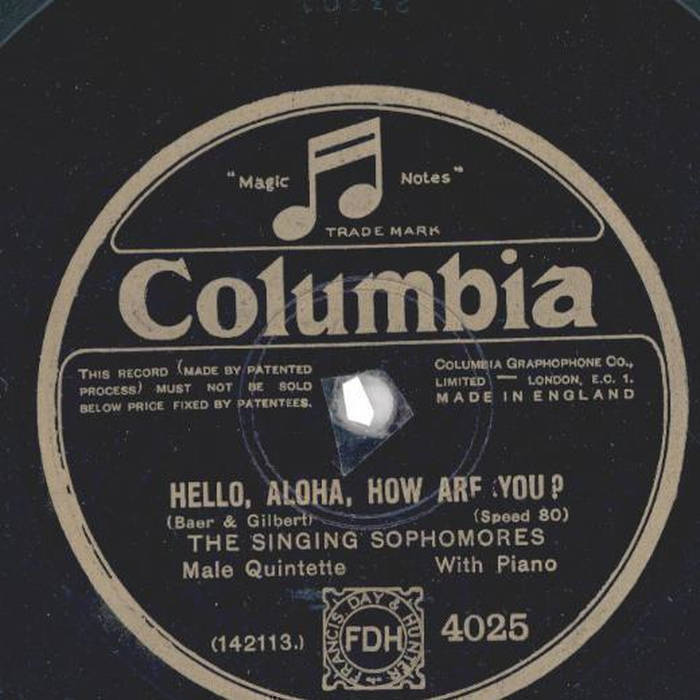 "Magic Notes"
TRADE MARK
Columbia
THIS RECORD (MADE BY PATENTED
PROCESS) MUST NOT BE SOLD
BELOW PRICE FIXED BY PATENTEES.
COLUMBIA GRAPHOPHONE CO.,
LIMITED — LONDON, E.C. 1.
MADE IN ENGLAND
HELLO, ALOHA, HOW ARE YOU?
(Baer & Gilbert) (Speed 80)
THE SINGING SOPHOMORES
Male Quintette With Piano
(142113.) 4025
FRANCIS DAY & HUNTER
FDH